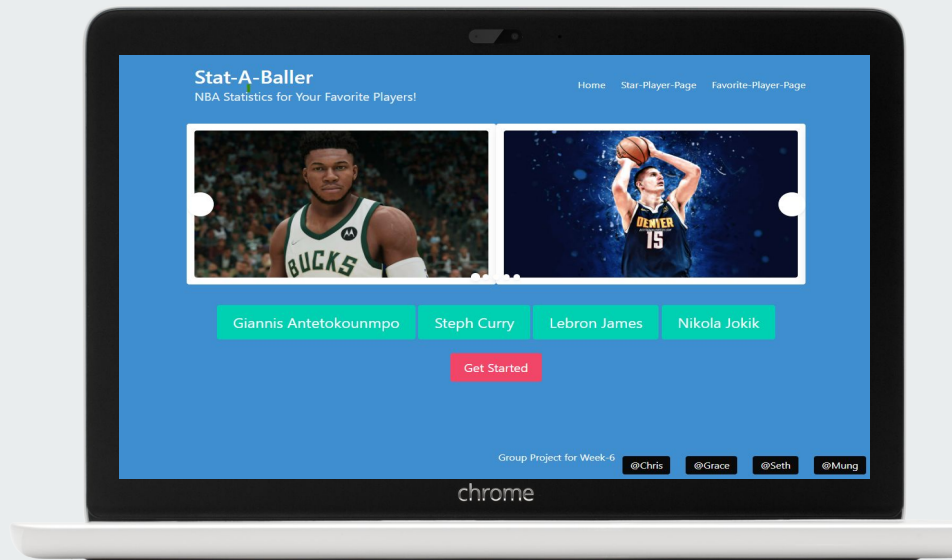 Stat-A-Baller
NBA Statistics for Your Favorite Players!
Home Star-Player-Page Favorite-Player-Page
BUCKS
DENVER
15
Giannis Antetokounmpo Steph Curry Lebron James Nikola Jokik
Get Started
Group Project for Week-6 @Chris @Grace @Seth @Mung
chrome